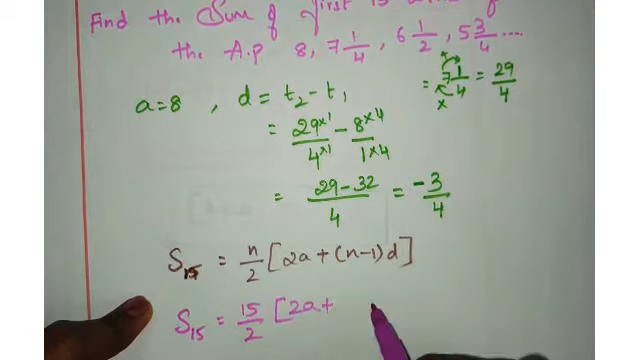 Find the Sum of first 15
the A.P 8, 7 1/4, 6 1/2, 5 3/4 ....
= 7 1/4 = 29/4
+
x
a=8 , d = t₂ - t₁
= 29×1/4×1 - 8×4/1×4
= 29-32/4 = -3/4
S₁₅ = n/2 [2a+(n-1)d]
S₁₅ = 15/2 [2a+